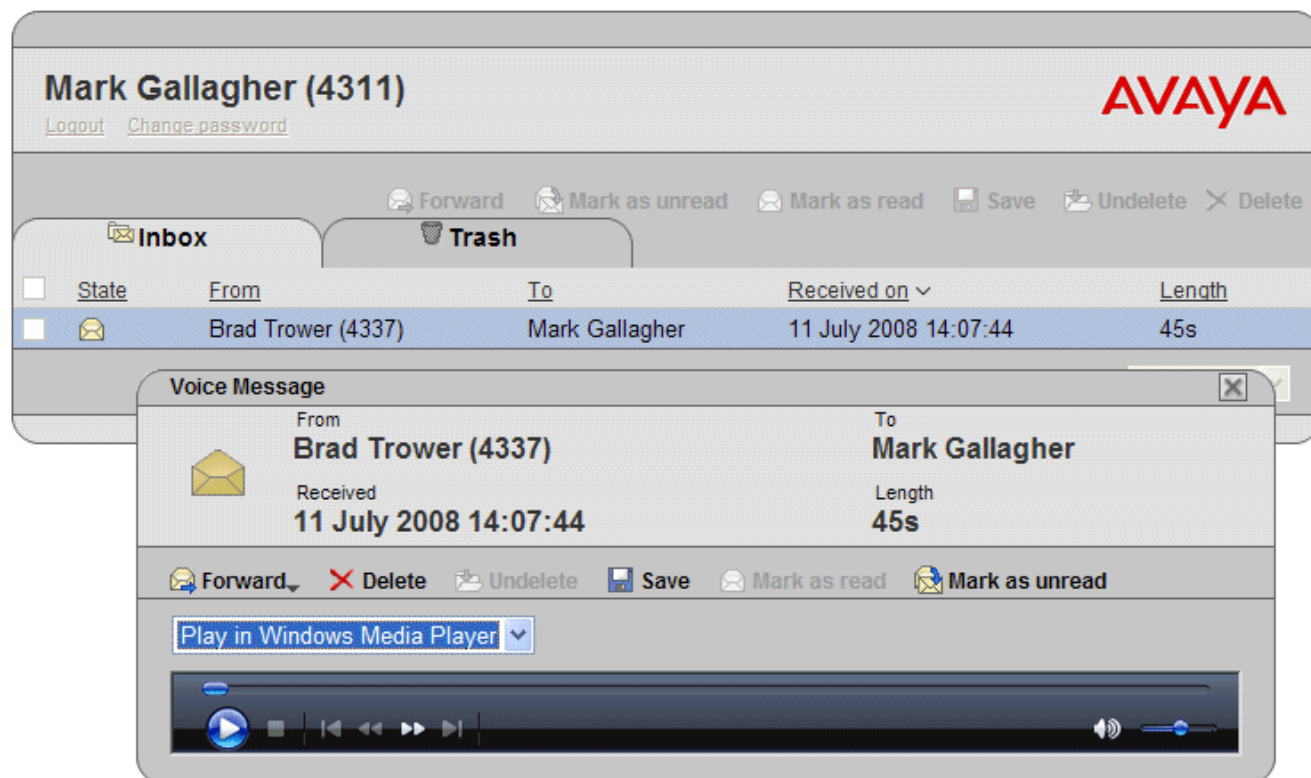 Mark Gallagher (4311)
AVAYA
Logout Change password
Forward Mark as unread Mark as read Save Undelete Delete
Inbox Trash
State From To Received on Length
Brad Trower (4337) Mark Gallagher 11 July 2008 14:07:44 45s
Voice Message
From To
Brad Trower (4337) Mark Gallagher
Received Length
11 July 2008 14:07:44 45s
Forward Delete Undelete Save Mark as read Mark as unread
Play in Windows Media Player